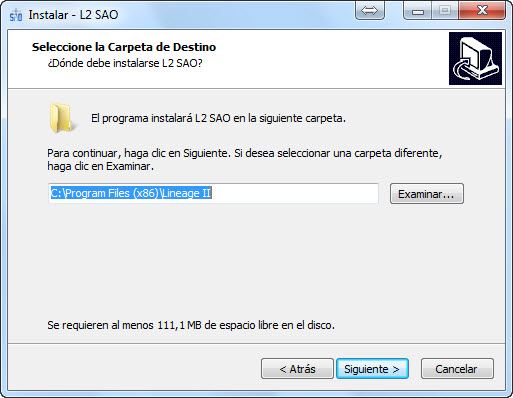 Instalar - L2 SAO
Seleccione la Carpeta de Destino
¿Dónde debe instalarse L2 SAO?
El programa instalará L2 SAO en la siguiente carpeta.
Para continuar, haga clic en Siguiente. Si desea seleccionar una carpeta diferente,
haga clic en Examinar.
C:\Program Files (x86)\Lineage II
Examinar...
Se requieren al menos 111,1 MB de espacio libre en el disco.
< Atrás
Siguiente >
Cancelar